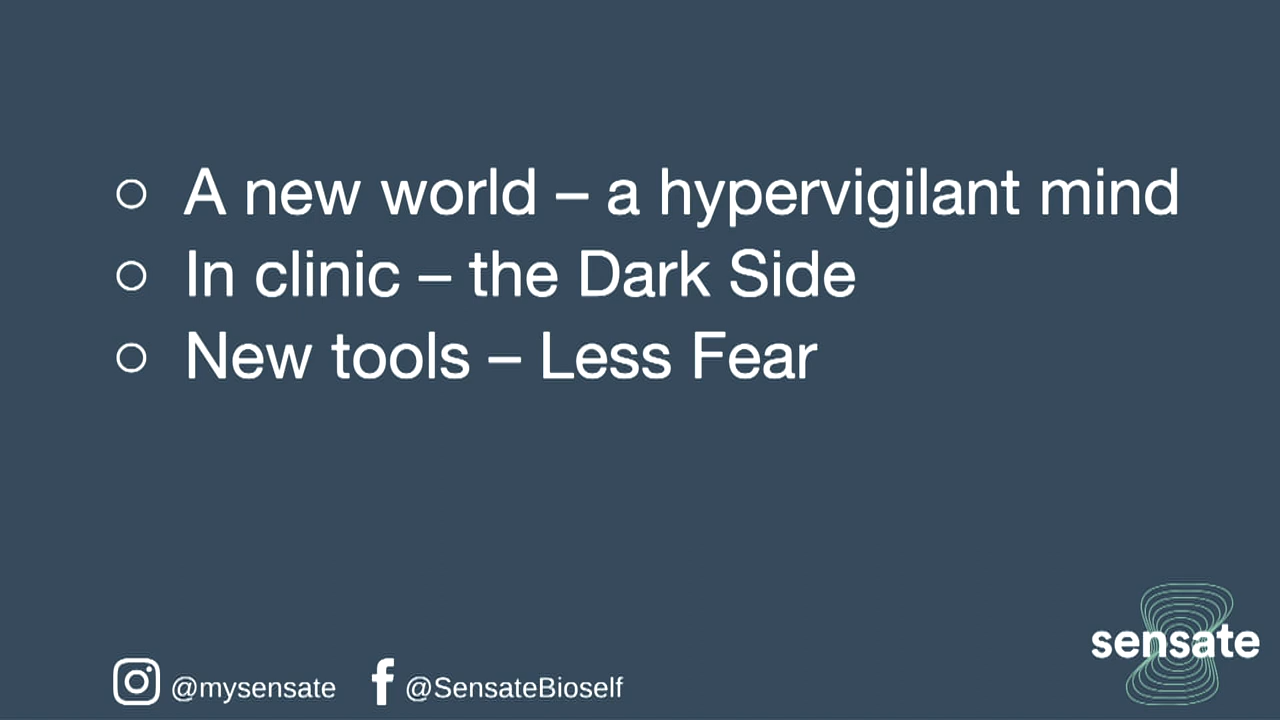 A new world – a hypervigilant mind
In clinic – the Dark Side
New tools – Less Fear
@mysensate @SensateBioself
sensate